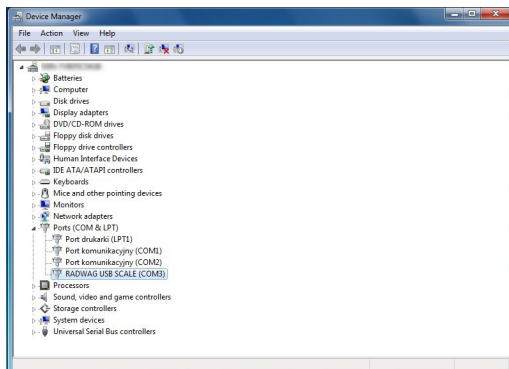 Device Manager
File Action View Help
Batteries
Computer
Disk drives
Display adapters
DVD/CD-ROM drives
Floppy disk drives
Floppy drive controllers
Human Interface Devices
IDE ATA/ATAPI controllers
Keyboards
Mice and other pointing devices
Monitors
Network adapters
Ports (COM & LPT)
Port drukarki (LPT1)
Port komunikacyjny (COM1)
Port komunikacyjny (COM2)
RADWAG USB SCALE (COM3)
Processors
Sound, video and game controllers
Storage controllers
System devices
Universal Serial Bus controllers